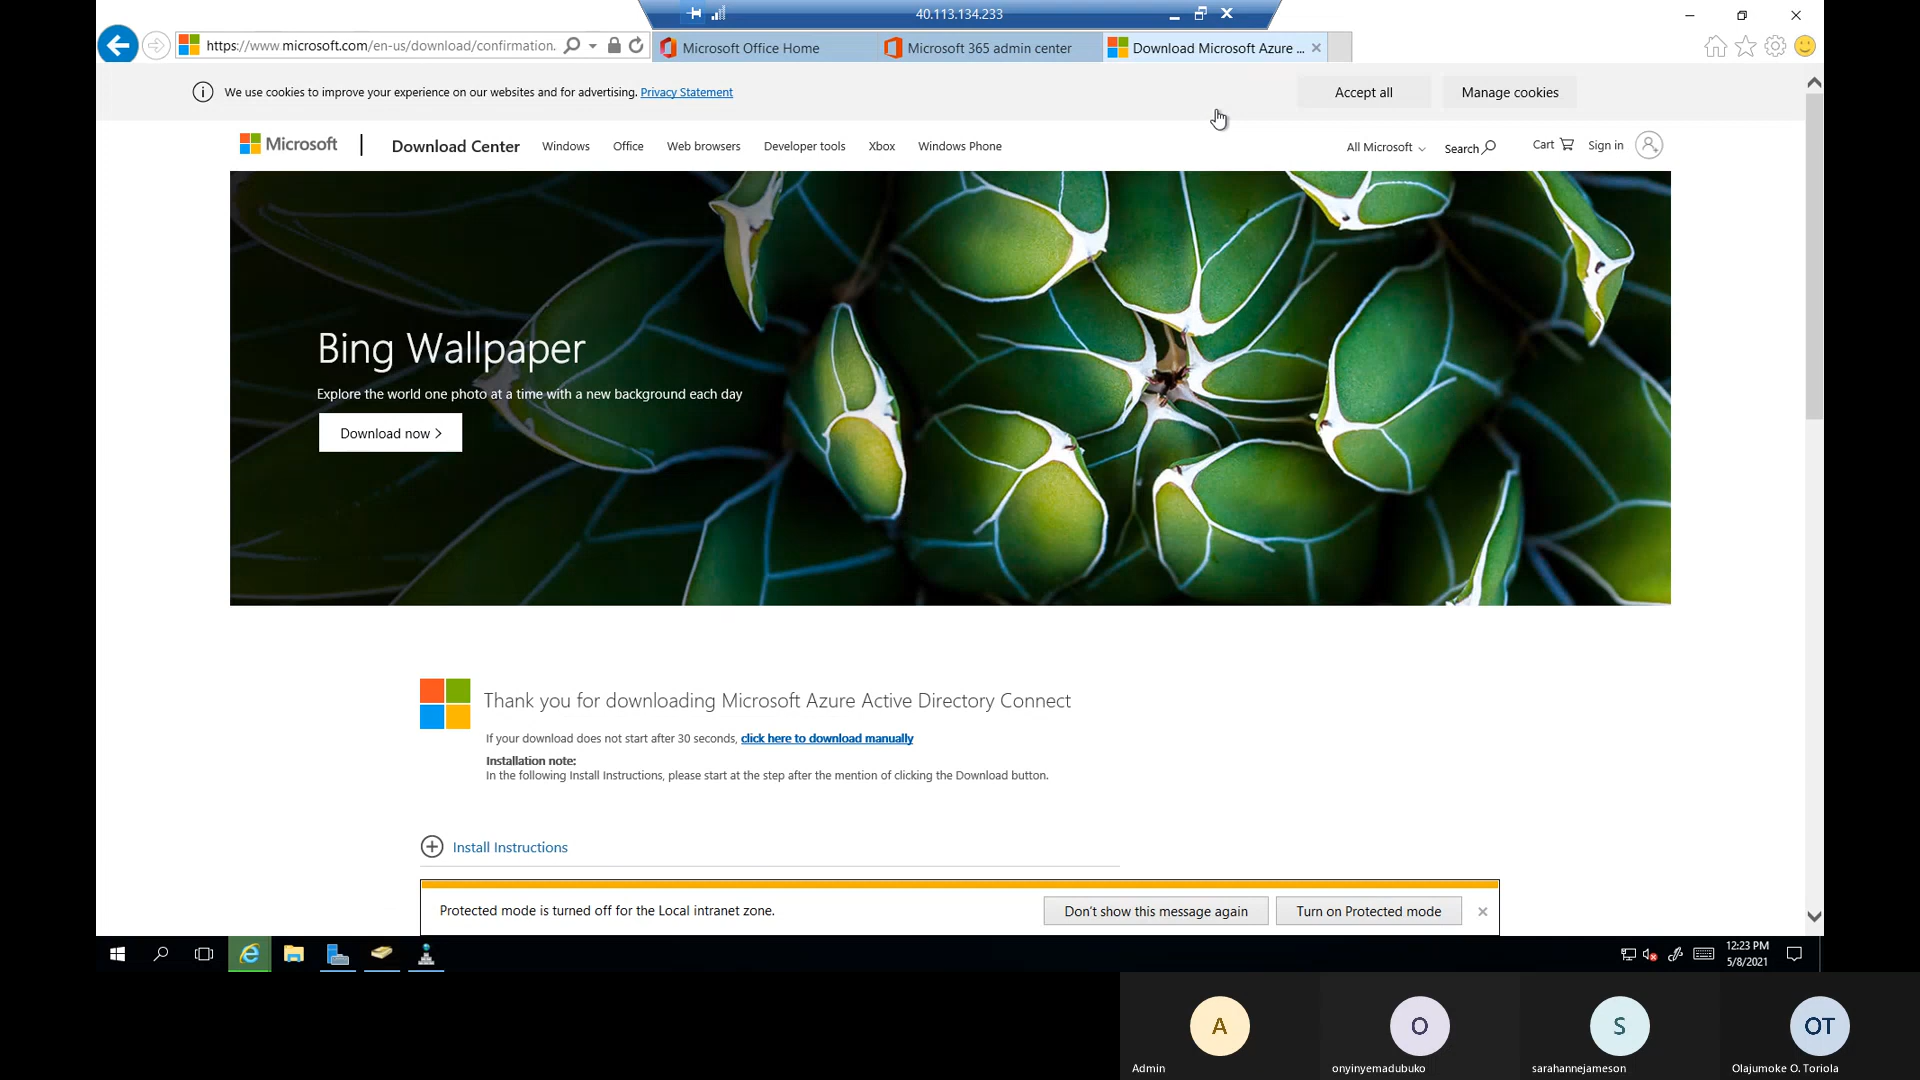 40.113.134.233
https://www.microsoft.com/en-us/download/confirmation.
Microsoft Office Home
Microsoft 365 admin center
Download Microsoft Azure ...
We use cookies to improve your experience on our websites and for advertising. Privacy Statement
Accept all
Manage cookies
Microsoft
Download Center
Windows
Office
Web browsers
Developer tools
Xbox
Windows Phone
All Microsoft
Search
Cart
Sign in
Bing Wallpaper
Explore the world one photo at a time with a new background each day
Download now >
Thank you for downloading Microsoft Azure Active Directory Connect
If your download does not start after 30 seconds, click here to download manually
Installation note:
In the following Install Instructions, please start at the step after the mention of clicking the Download button.
Install Instructions
Protected mode is turned off for the Local intranet zone.
Don't show this message again
Turn on Protected mode
12:23 PM
5/8/2021
A
O
S
OT
Admin
onyinyemadubuko
sarahannejameson
Olajumoke O. Toriola